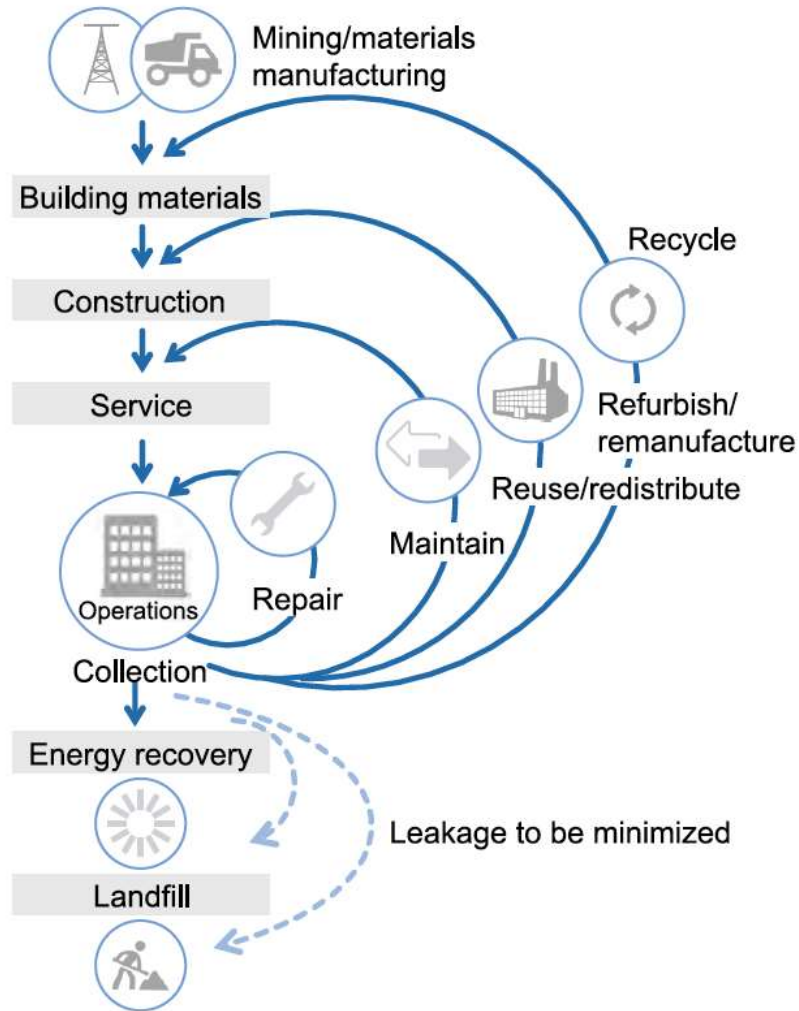 Mining/materials
manufacturing
Building materials
Recycle
Construction
Service
Refurbish/
remanufacture
Reuse/redistribute
Maintain
Repair
Operations
Collection
Energy recovery
Leakage to be minimized
Landfill